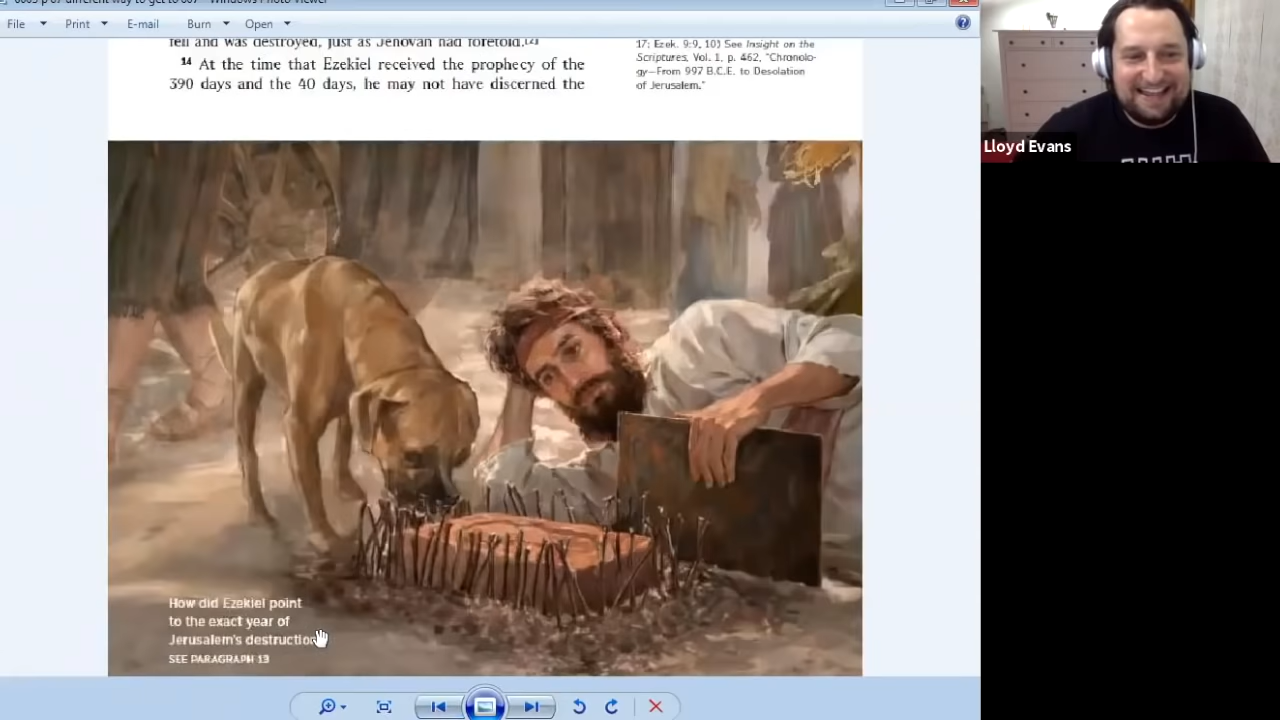 File Print E-mail Burn Open
fell and was destroyed, just as Jehovah had foretold.[2]
14 At the time that Ezekiel received the prophecy of the
390 days and the 40 days, he may not have discerned the
17; Ezek. 9:9, 10) See Insight on the
Scriptures, Vol. 1, p. 462, “Chronolo-
gy—From 997 B.C.E. to Desolation
of Jerusalem.”
Lloyd Evans
How did Ezekiel point
to the exact year of
Jerusalem's destruction
SEE PARAGRAPH 13